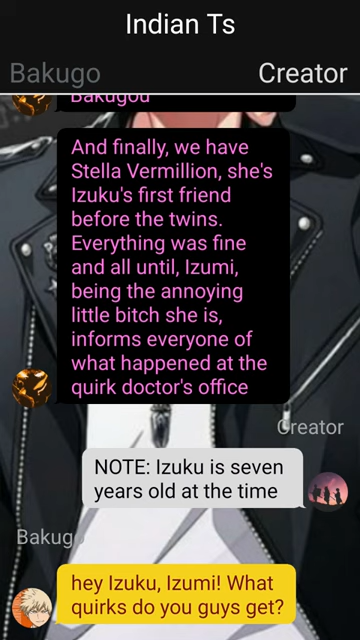 Indian Ts
Bakugo
Creator
Bakugou
And finally, we have
Stella Vermillion, she's
Izuku's first friend
before the twins.
Everything was fine
and all until, Izumi,
being the annoying
little bitch she is,
informs everyone of
what happened at the
quirk doctor's office
Creator
NOTE: Izuku is seven
years old at the time
Bakugo
hey Izuku, Izumi! What
quirks do you guys get?